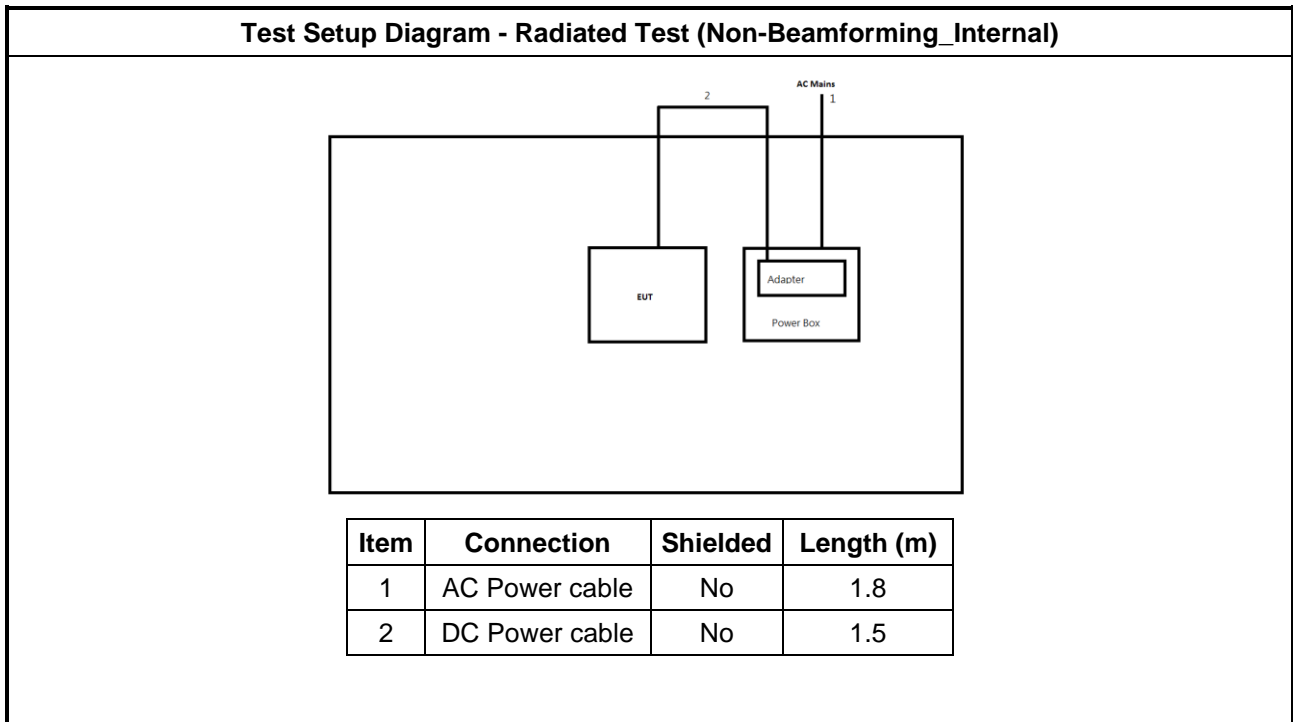 Test Setup Diagram - Radiated Test (Non-Beamforming_Internal)
AC Mains
2
1
Adapter
EUT
Power Box
Item Connection Shielded Length (m)
1 AC Power cable No 1.8
2 DC Power cable No 1.5